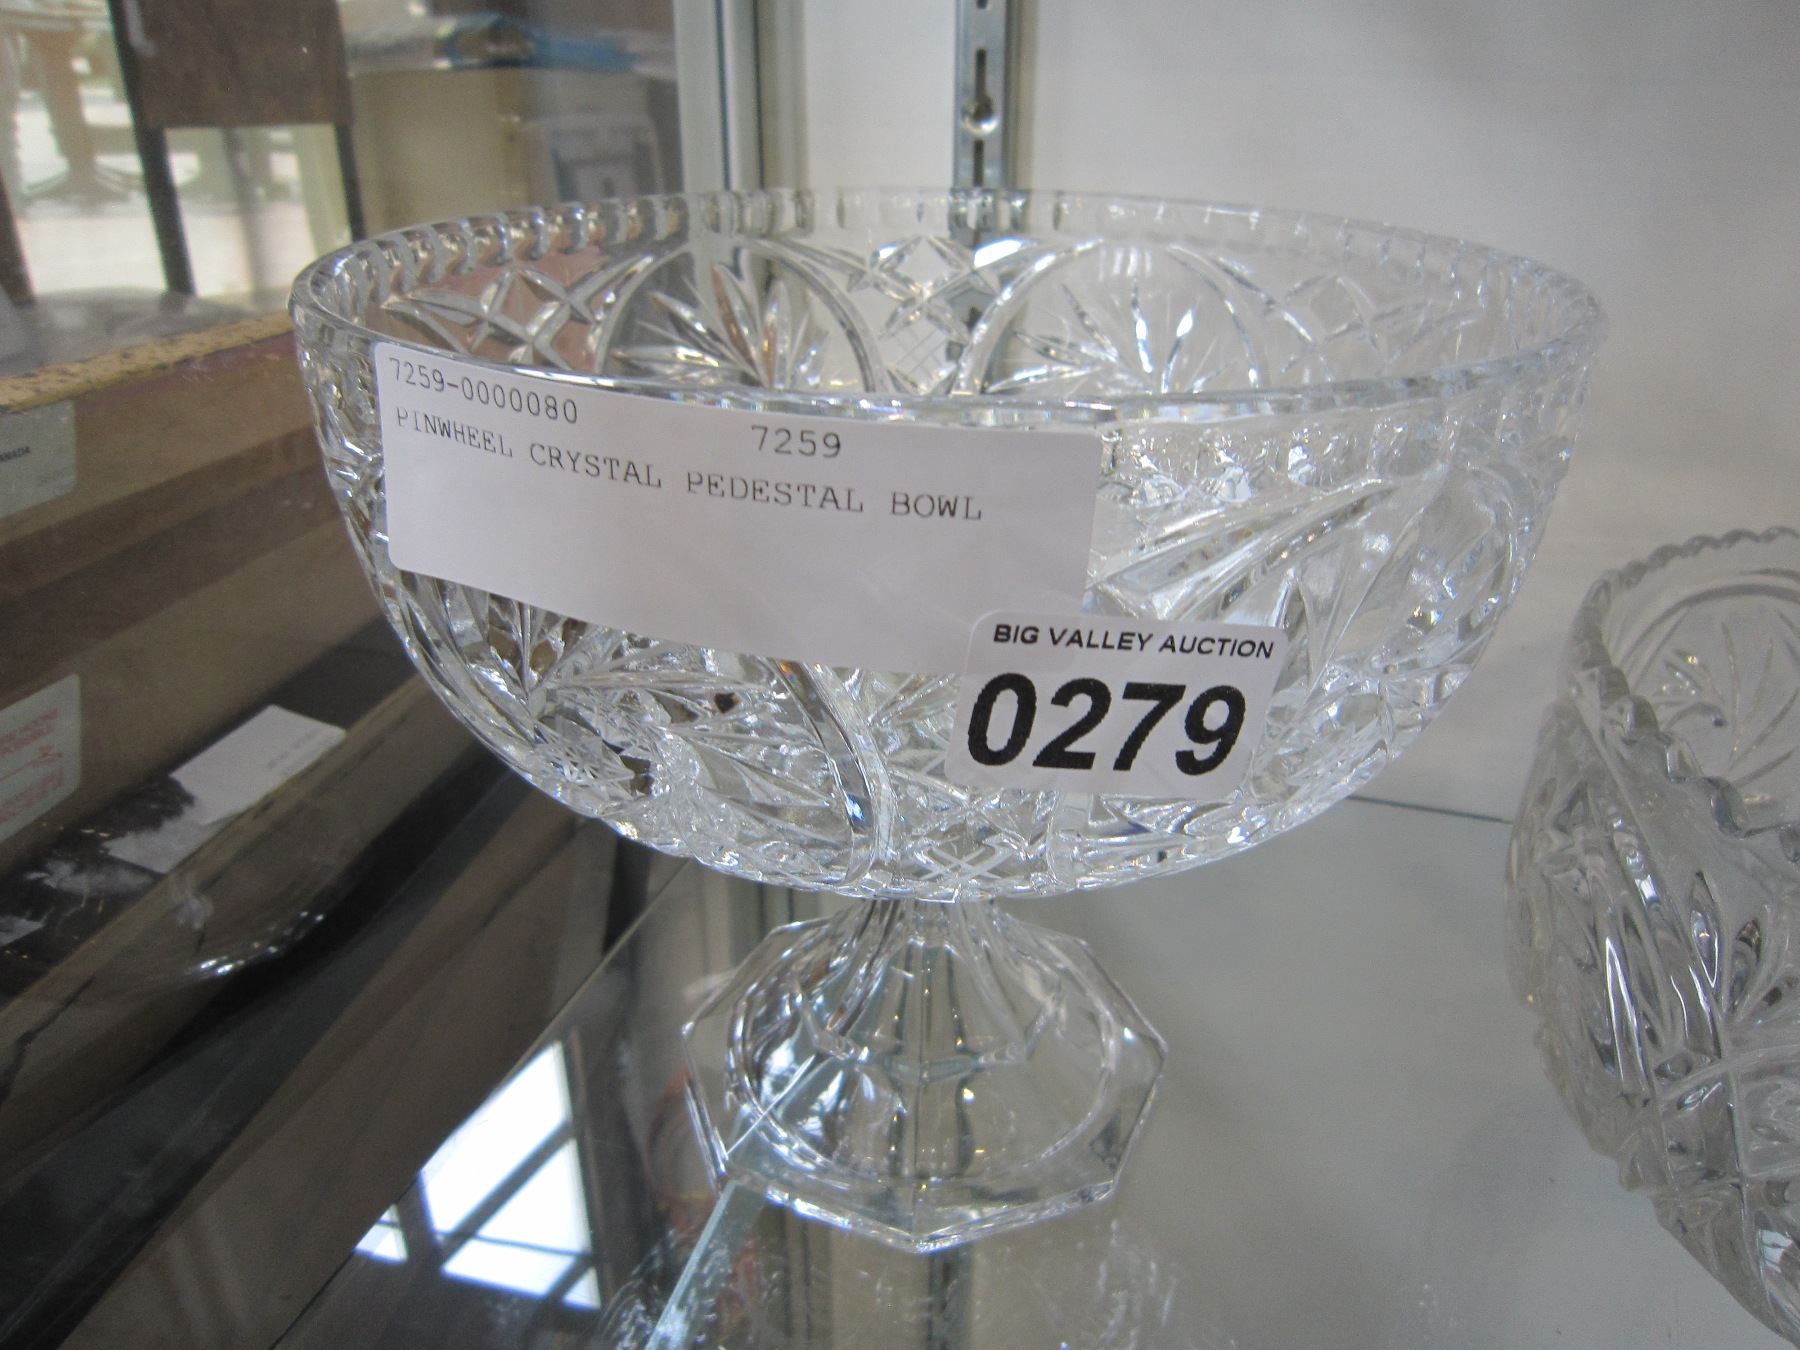 7259-0000080
7259
PINWHEEL CRYSTAL PEDESTAL BOWL
BIG VALLEY AUCTION
0279